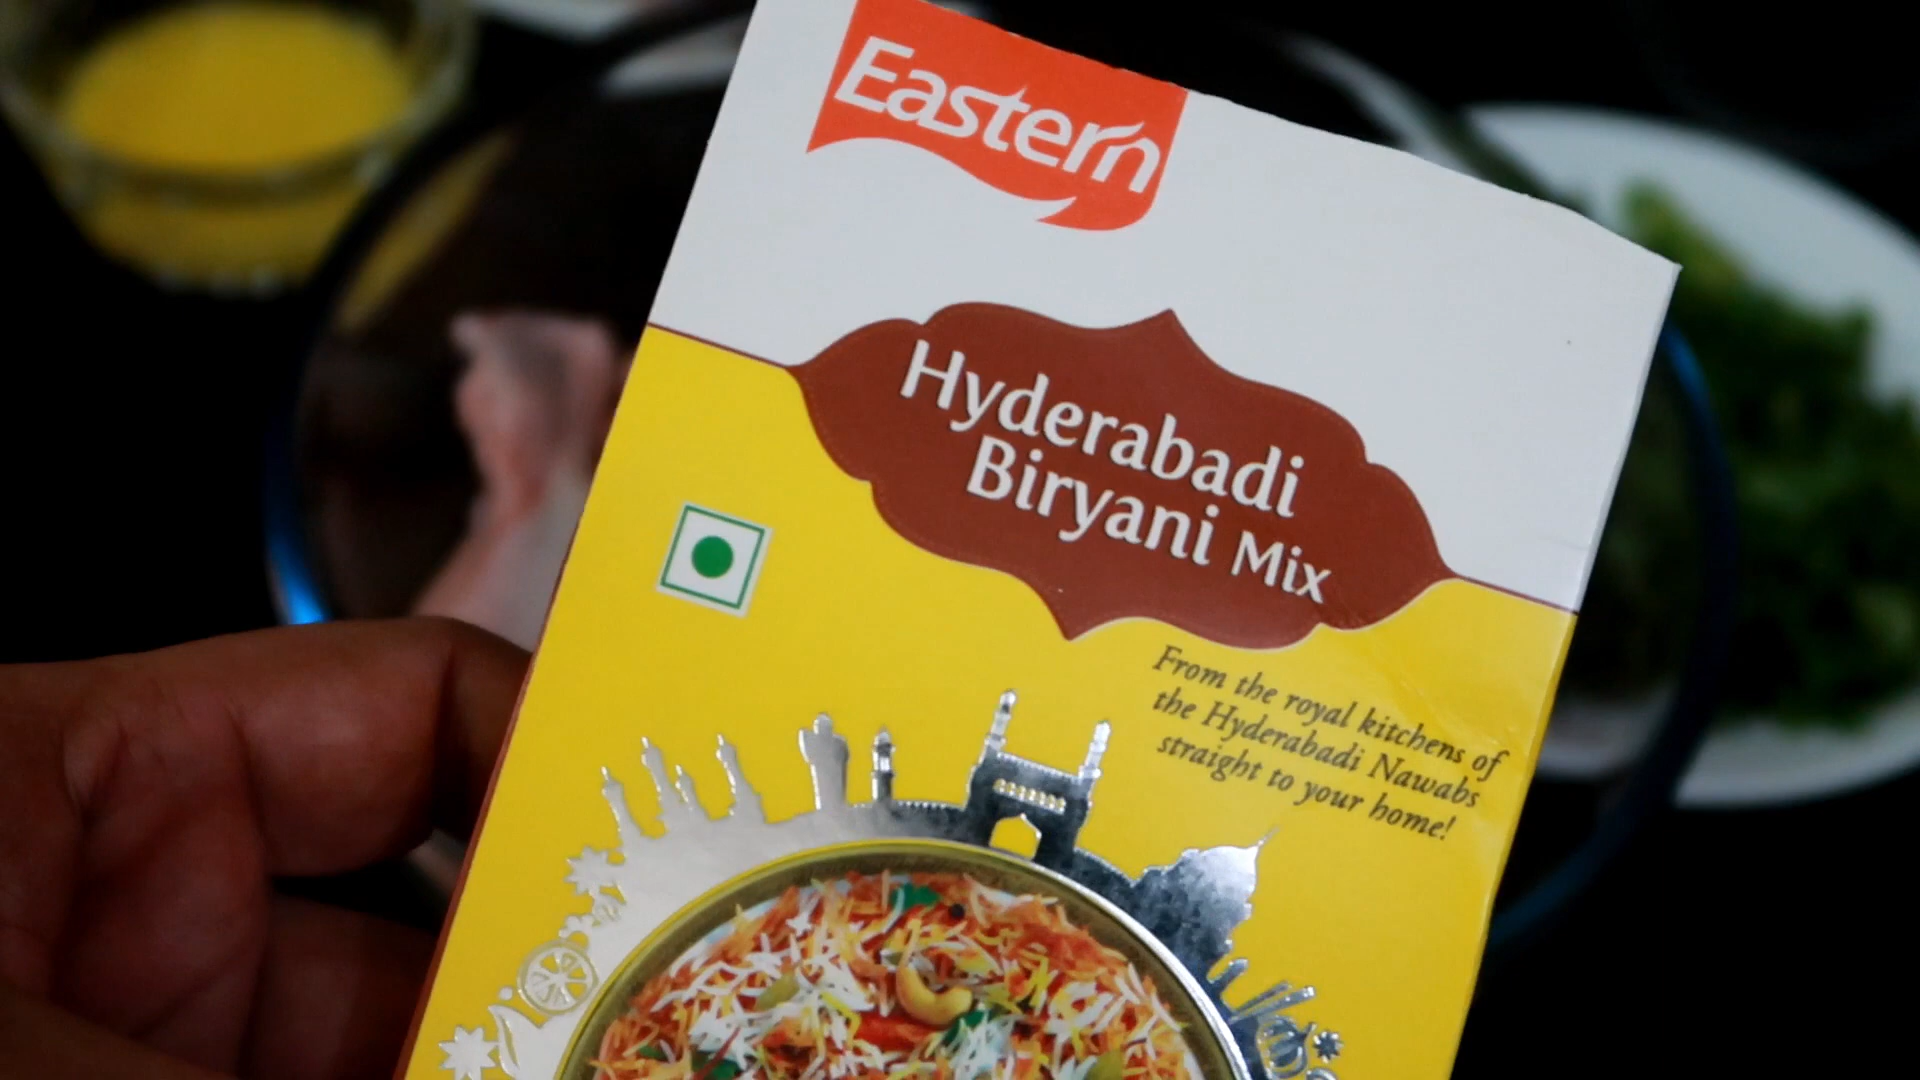 Eastern
Hyderabadi
Biryani Mix
From the royal kitchens of
the Hyderabadi Nawabs
straight to your home!